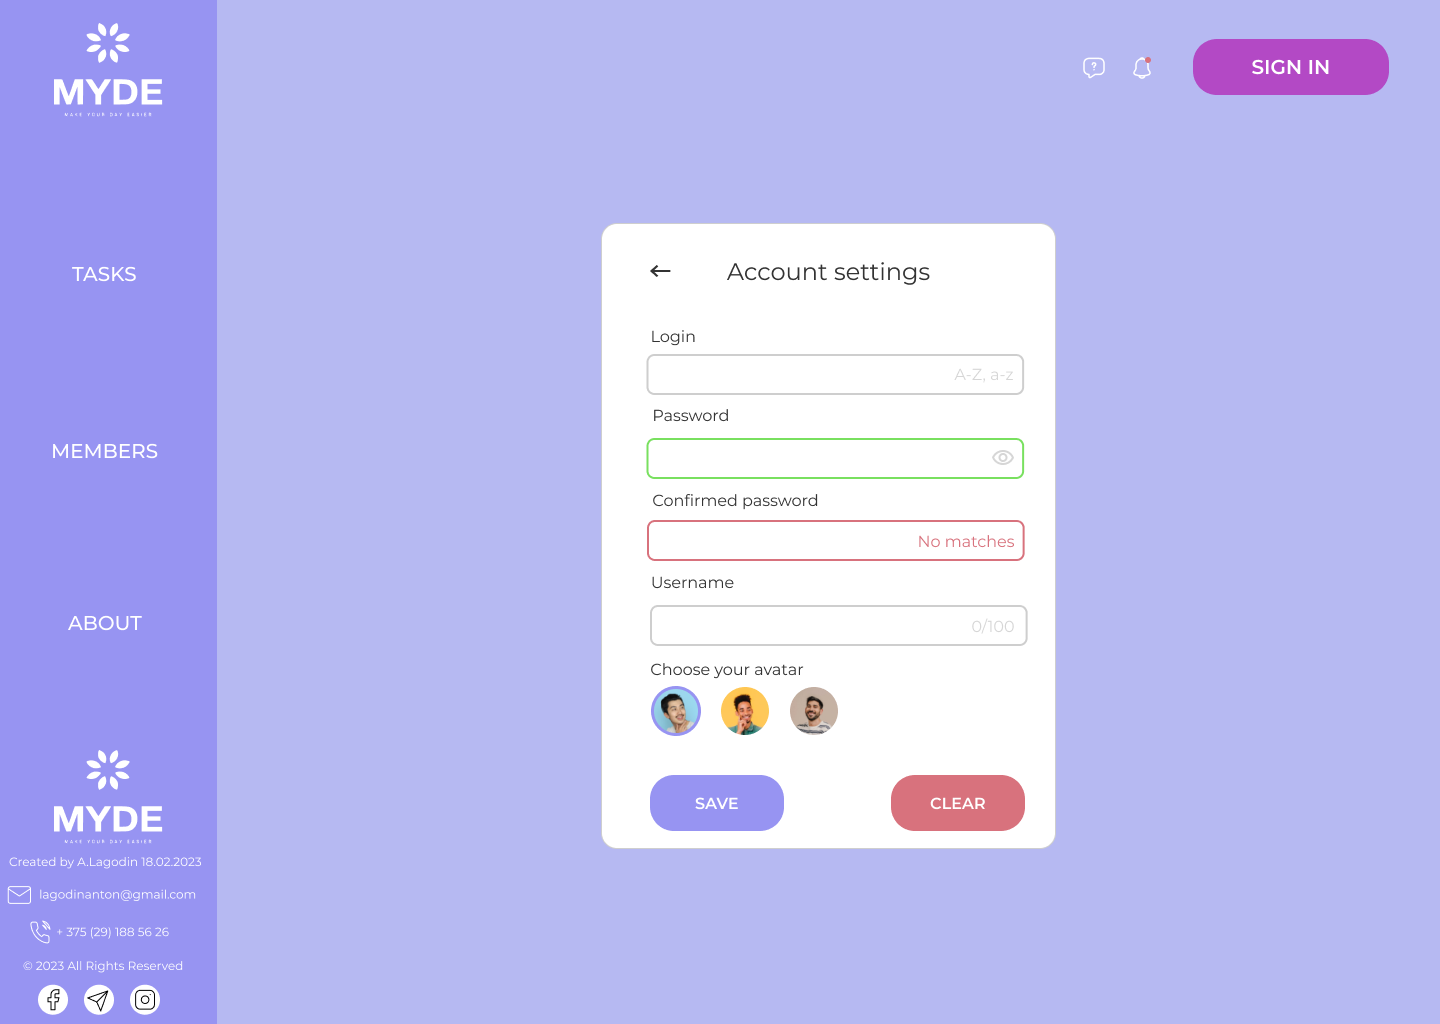 MYDE
MAKE YOUR DAY EASIER
SIGN IN
TASKS
MEMBERS
ABOUT
Account settings
Login
A-Z, a-z
Password
Confirmed password
No matches
Username
0/100
Choose your avatar
SAVE
CLEAR
MYDE
MAKE YOUR DAY EASIER
Created by A.Lagodin 18.02.2023
lagodinanton@gmail.com
+ 375 (29) 188 56 26
© 2023 All Rights Reserved